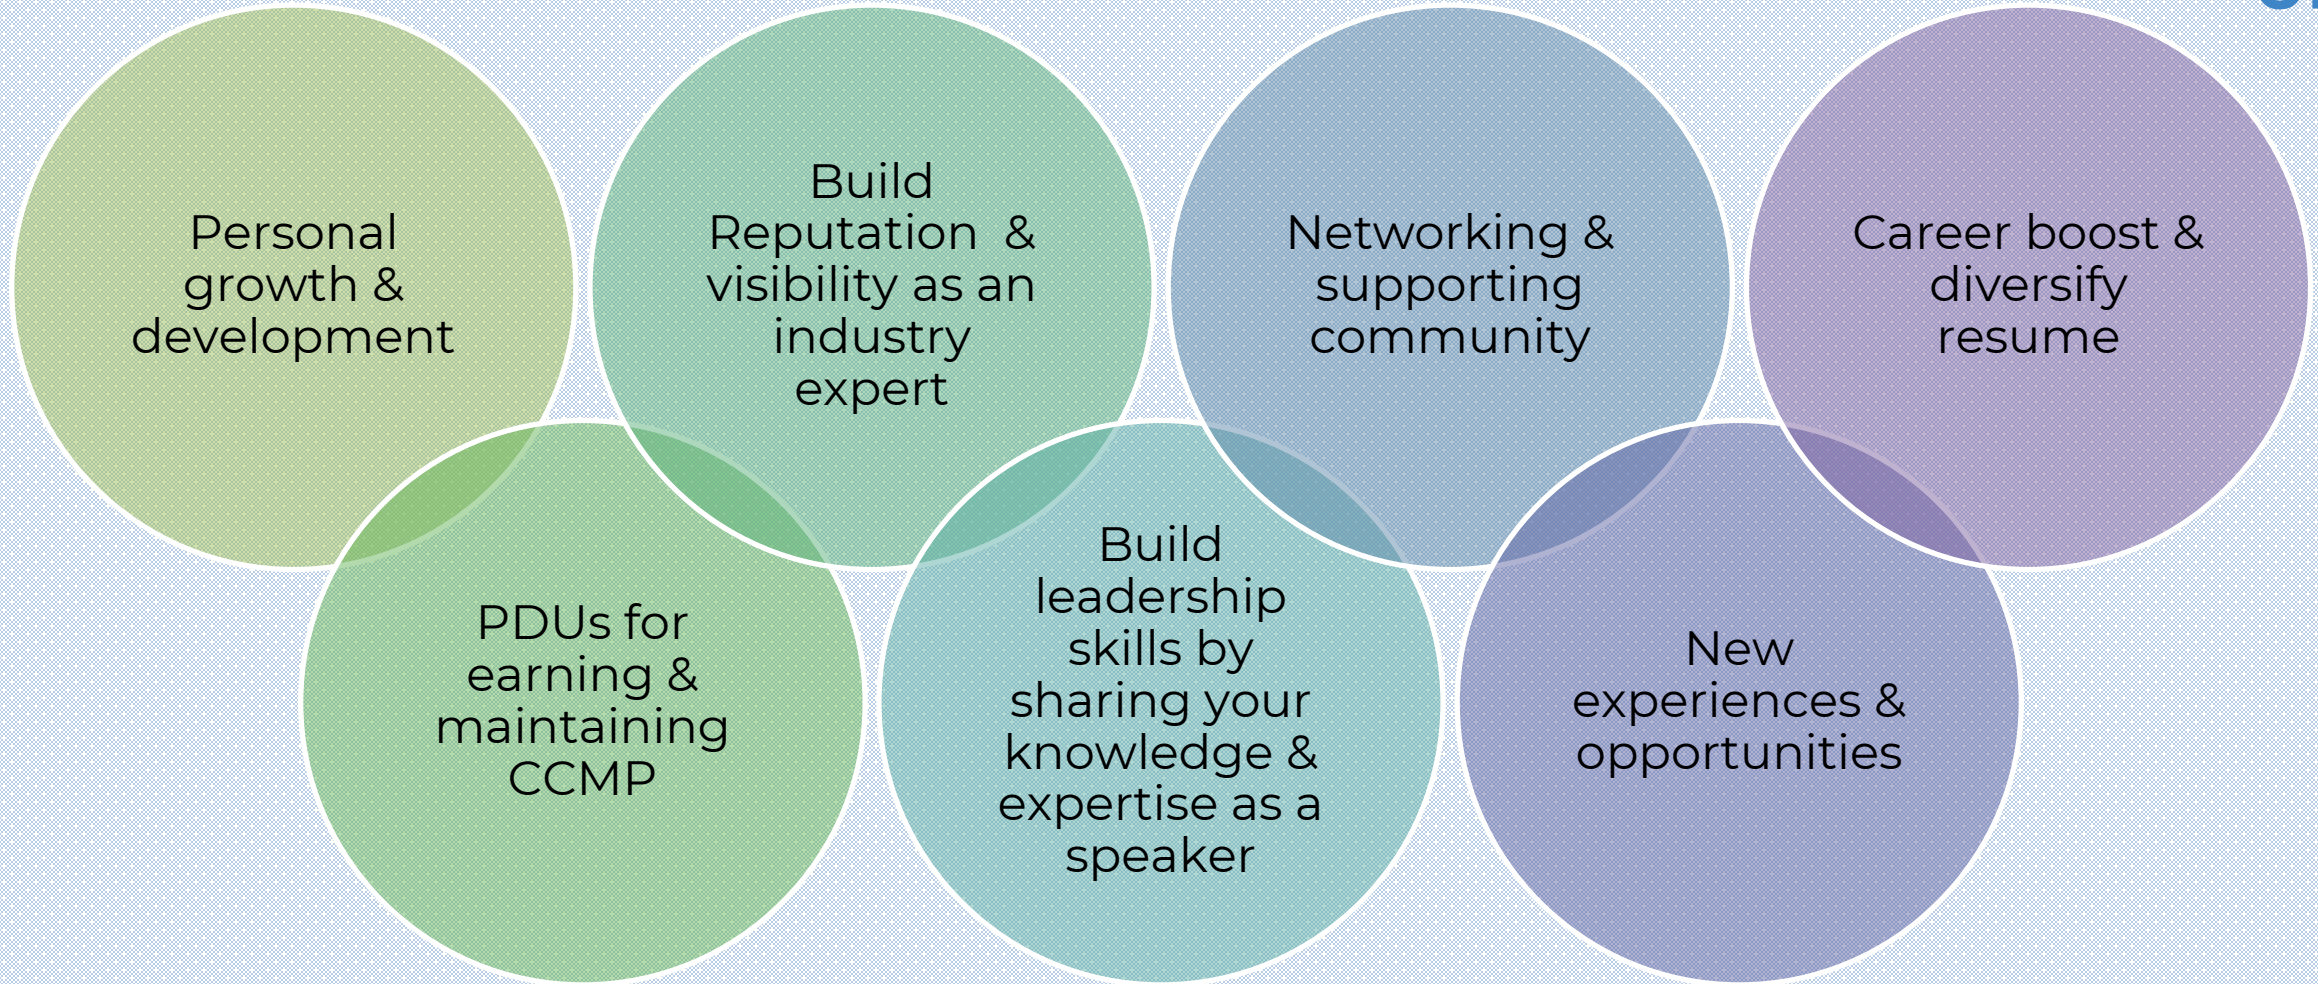 Personal
growth &
development
Build
Reputation &
visibility as an
industry
expert
Networking &
supporting
community
Career boost &
diversify
resume
PDUs for
earning &
maintaining
CCMP
Build
leadership
skills by
sharing your
knowledge &
expertise as a
speaker
New
experiences &
opportunities